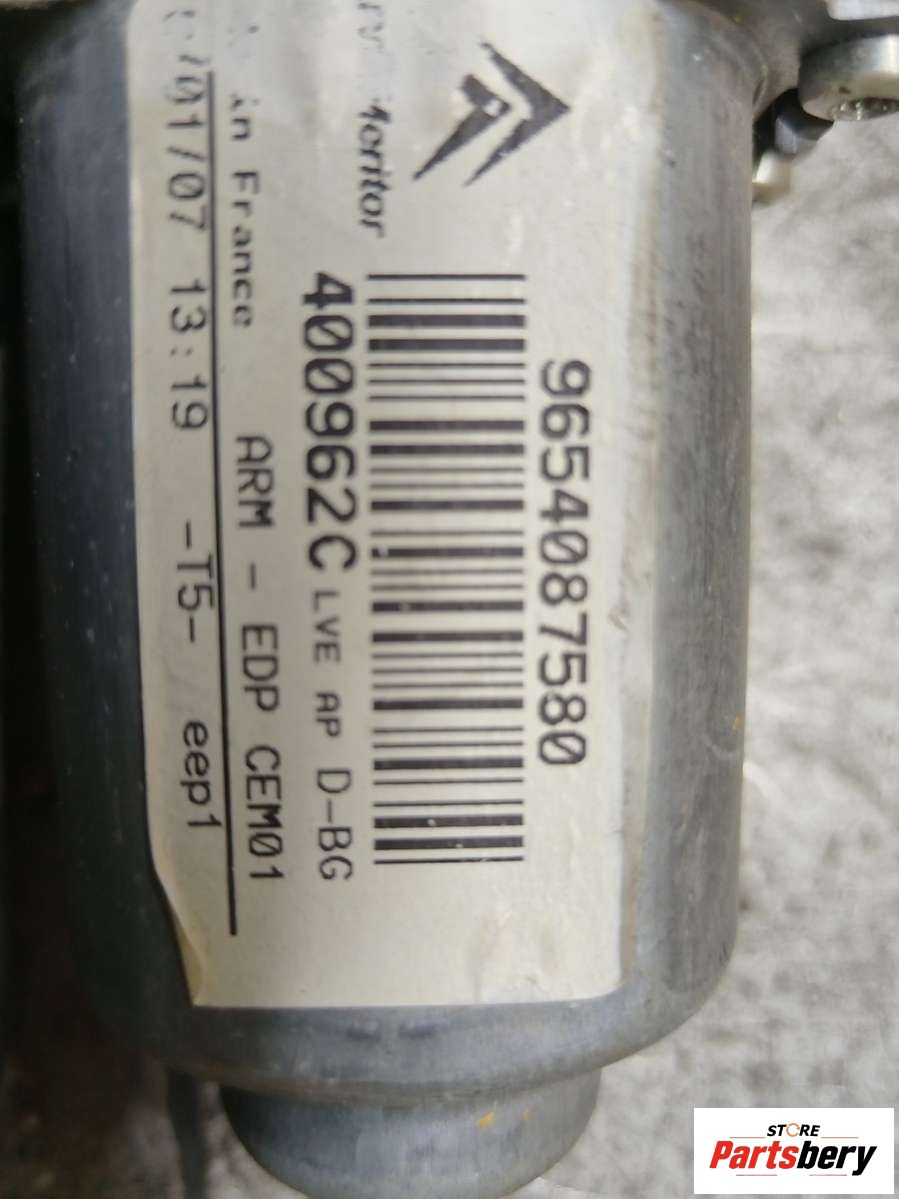 9654087580
Meritor
400962C LVE AP D-BG
in France ARM - EDP CEM01
/01/07 13:19 -T5- eep1
STORE
Partsbery